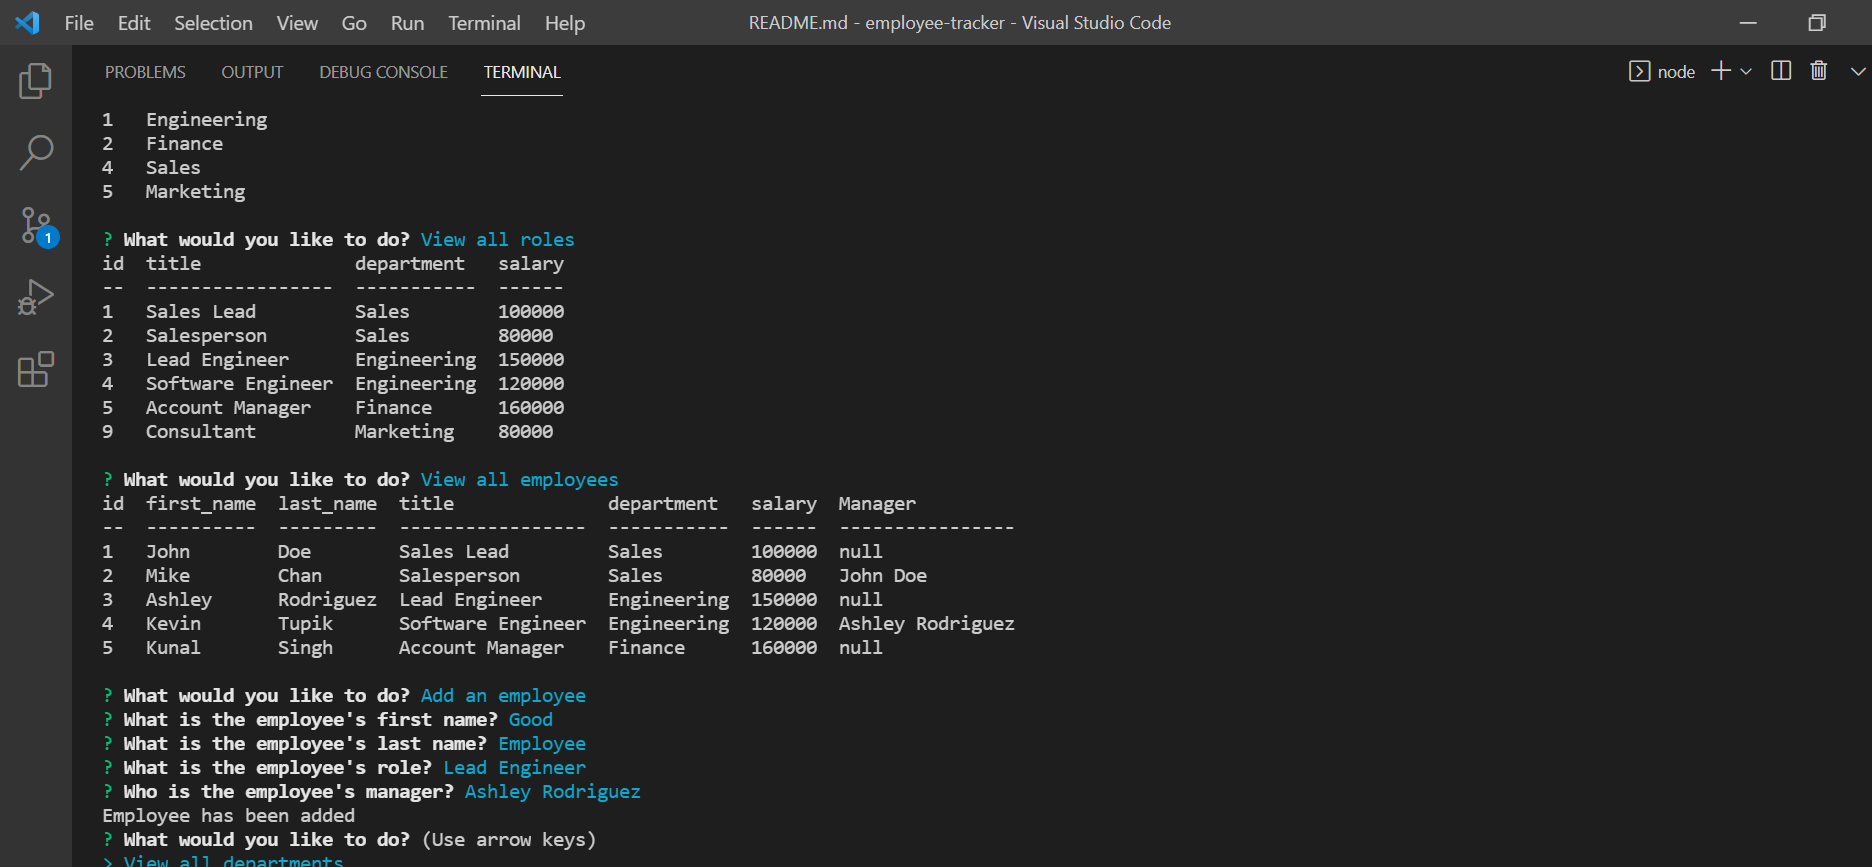 File Edit Selection View Go Run Terminal Help README.md - employee-tracker - Visual Studio Code
PROBLEMS OUTPUT DEBUG CONSOLE TERMINAL node
1 Engineering
2 Finance
4 Sales
5 Marketing
? What would you like to do? View all roles
id title department salary
-- ----------------- ----------- ------
1 Sales Lead Sales 100000
2 Salesperson Sales 80000
3 Lead Engineer Engineering 150000
4 Software Engineer Engineering 120000
5 Account Manager Finance 160000
9 Consultant Marketing 80000
? What would you like to do? View all employees
id first_name last_name title department salary Manager
-- ---------- --------- ----------------- ----------- ------ ----------------
1 John Doe Sales Lead Sales 100000 null
2 Mike Chan Salesperson Sales 80000 John Doe
3 Ashley Rodriguez Lead Engineer Engineering 150000 null
4 Kevin Tupik Software Engineer Engineering 120000 Ashley Rodriguez
5 Kunal Singh Account Manager Finance 160000 null
? What would you like to do? Add an employee
? What is the employee's first name? Good
? What is the employee's last name? Employee
? What is the employee's role? Lead Engineer
? Who is the employee's manager? Ashley Rodriguez
Employee has been added
? What would you like to do? (Use arrow keys)
> View all departments
1